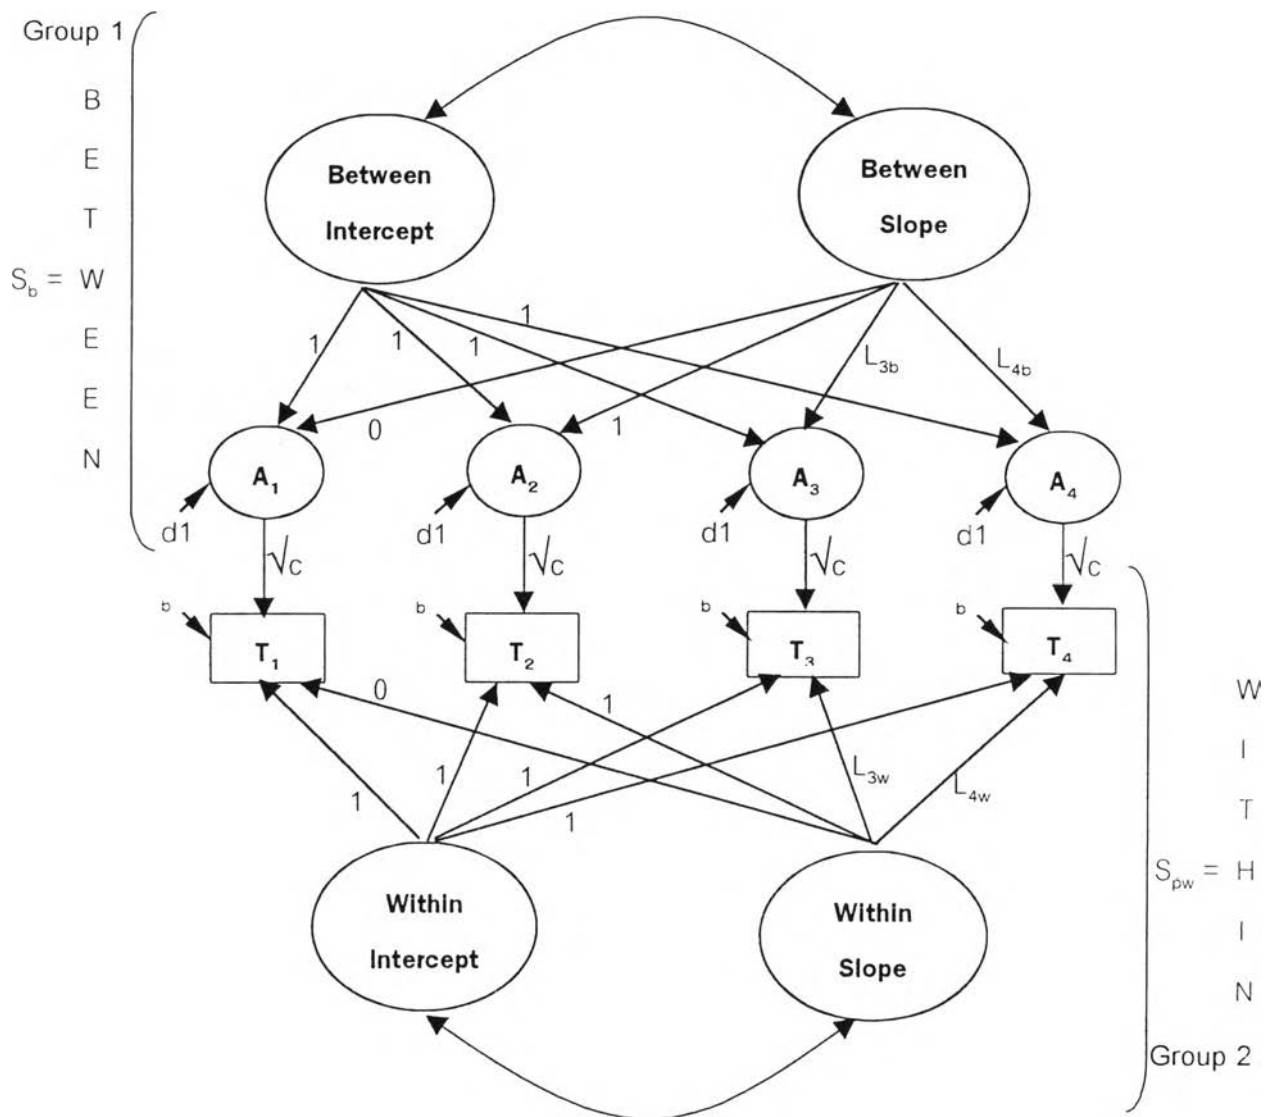 Group 1
B
E
T
S_b = W
E
E
N
Between
Intercept
Between
Slope
1
1
1
1
L_3b
L_4b
0
1
A_1
A_2
A_3
A_4
d1
d1
d1
d1
√c
√c
√c
√c
b
b
b
b
T_1
T_2
T_3
T_4
0
1
1
1
1
1
L_3w
L_4w
Within
Intercept
Within
Slope
W
I
T
S_pw = H
I
N
Group 2